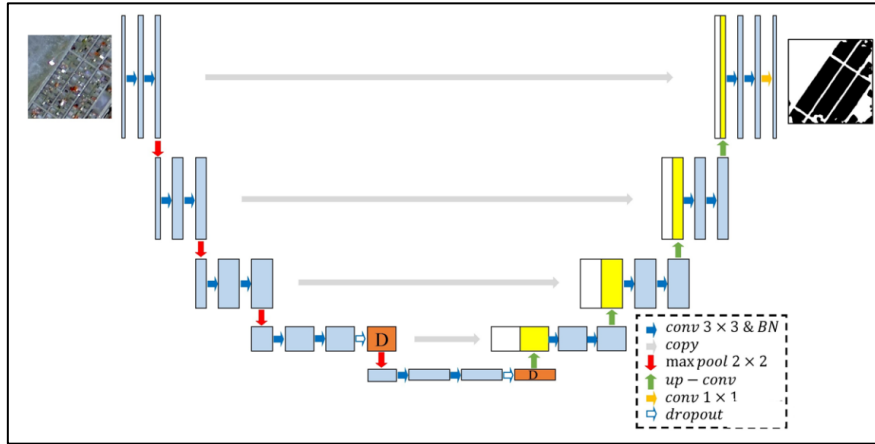 D
D
conv 3 × 3 & BN
copy
max pool 2 × 2
up − conv
conv 1 × 1
dropout